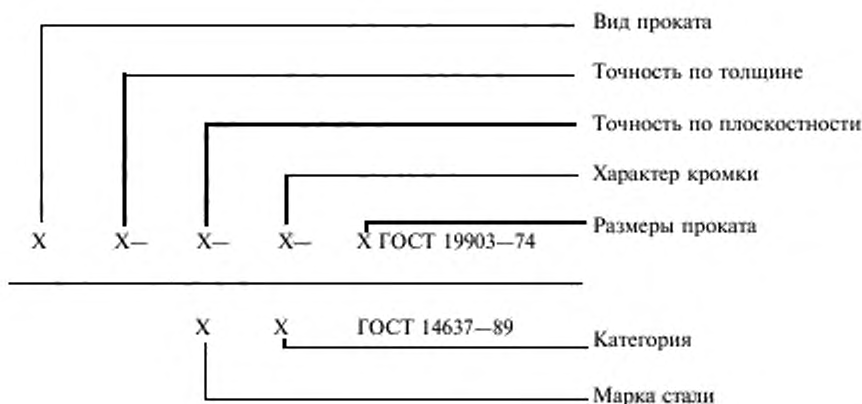 Вид проката
Точность по толщине
Точность по плоскостности
Характер кромки
Размеры проката
Х Х— Х— Х— Х ГОСТ 19903—74
Х Х ГОСТ 14637—89
Категория
Марка стали